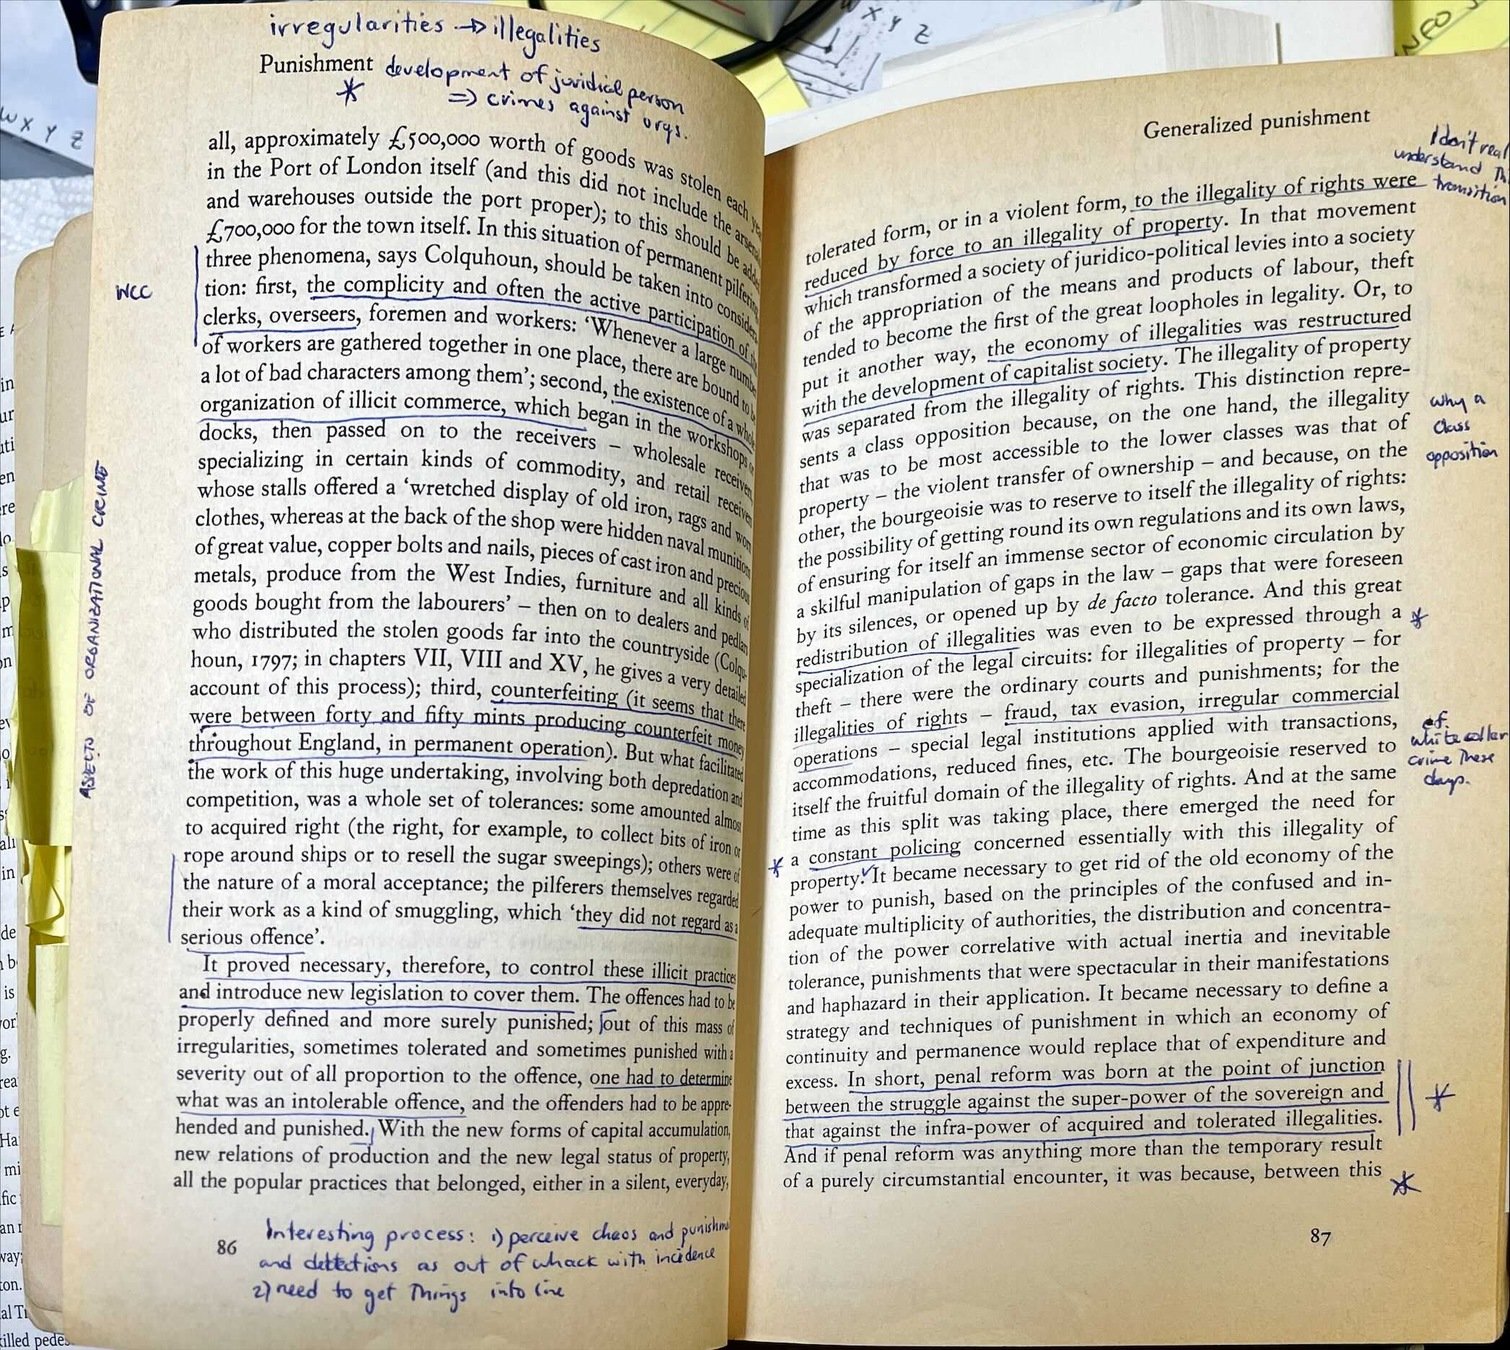 irregularities → illegalities
Punishment development of juridical person
* ⇒ crimes against orgs.
all, approximately £500,000 worth of goods was stolen each
in the Port of London itself (and this did not include the
and warehouses outside the port proper); to this should be added
£700,000 for the town itself. In this situation of permanent pilfering
three phenomena, says Colquhoun, should be taken into
WCC
tion: first, the complicity and often the active participation of
clerks, overseers, foremen and workers: ‘Whenever a large
of workers are gathered together in one place, there are bound to be
a lot of bad characters among them’; second, the existence of a whole
organization of illicit commerce, which began in the workshops
docks, then passed on to the receivers – wholesale
specializing in certain kinds of commodity, and retail
whose stalls offered a ‘wretched display of old iron, rags and
clothes, whereas at the back of the shop were hidden naval
of great value, copper bolts and nails, pieces of cast iron and
metals, produce from the West Indies, furniture and all kinds of
goods bought from the labourers’ – then on to dealers and
who distributed the stolen goods far into the countryside (Colqu-
houn, 1797; in chapters VII, VIII and XV, he gives a very detailed
account of this process); third, counterfeiting (it seems that there
were between forty and fifty mints producing counterfeit money
throughout England, in permanent operation). But what facilitated
the work of this huge undertaking, involving both depredation and
competition, was a whole set of tolerances: some amounted almost
to acquired right (the right, for example, to collect bits of iron or
rope around ships or to resell the sugar sweepings); others were of
the nature of a moral acceptance; the pilferers themselves regarded
their work as a kind of smuggling, which ‘they did not regard as a
serious offence’.
ASPECTS OF ORGANIZATIONAL CRIME
It proved necessary, therefore, to control these illicit practices
and introduce new legislation to cover them. The offences had to be
properly defined and more surely punished; out of this mass of
irregularities, sometimes tolerated and sometimes punished with a
severity out of all proportion to the offence, one had to determine
what was an intolerable offence, and the offenders had to be appre-
hended and punished. With the new forms of capital accumulation,
new relations of production and the new legal status of property,
all the popular practices that belonged, either in a silent, everyday,
86
Interesting process: 1) perceive chaos and
and detections as out of whack with incidence
2) need to get things into line
Generalized punishment
I don't
understand
transition
tolerated form, or in a violent form, to the illegality of rights were
reduced by force to an illegality of property. In that movement
which transformed a society of juridico-political levies into a society
of the appropriation of the means and products of labour, theft
tended to become the first of the great loopholes in legality. Or, to
put it another way, the economy of illegalities was restructured
with the development of capitalist society. The illegality of property
was separated from the illegality of rights. This distinction repre-
sents a class opposition because, on the one hand, the illegality
that was to be most accessible to the lower classes was that of
property – the violent transfer of ownership – and because, on the
other, the bourgeoisie was to reserve to itself the illegality of rights:
why a
class
opposition
the possibility of getting round its own regulations and its own laws,
of ensuring for itself an immense sector of economic circulation by
a skilful manipulation of gaps in the law – gaps that were foreseen
by its silences, or opened up by de facto tolerance. And this great
redistribution of illegalities was even to be expressed through a *
specialization of the legal circuits: for illegalities of property – for
theft – there were the ordinary courts and punishments; for the
illegalities of rights – fraud, tax evasion, irregular commercial
operations – special legal institutions applied with transactions,
accommodations, reduced fines, etc. The bourgeoisie reserved to
itself the fruitful domain of the illegality of rights. And at the same
cf.
white collar
crime these
days.
time as this split was taking place, there emerged the need for
* a constant policing concerned essentially with this illegality of
property. It became necessary to get rid of the old economy of the
power to punish, based on the principles of the confused and in-
adequate multiplicity of authorities, the distribution and concentra-
tion of the power correlative with actual inertia and inevitable
tolerance, punishments that were spectacular in their manifestations
and haphazard in their application. It became necessary to define a
strategy and techniques of punishment in which an economy of
continuity and permanence would replace that of expenditure and
excess. In short, penal reform was born at the point of junction
between the struggle against the super-power of the sovereign and *
that against the infra-power of acquired and tolerated illegalities.
And if penal reform was anything more than the temporary result
of a purely circumstantial encounter, it was because, between this *
87
W X Y Z
W X Y Z